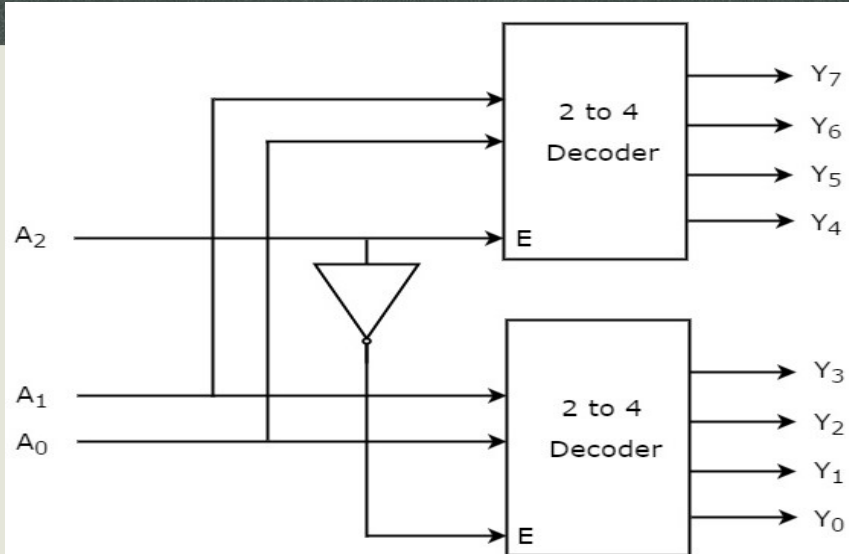 2 to 4
Decoder
E
Y₇
Y₆
Y₅
Y₄
A₂
A₁
A₀
2 to 4
Decoder
E
Y₃
Y₂
Y₁
Y₀